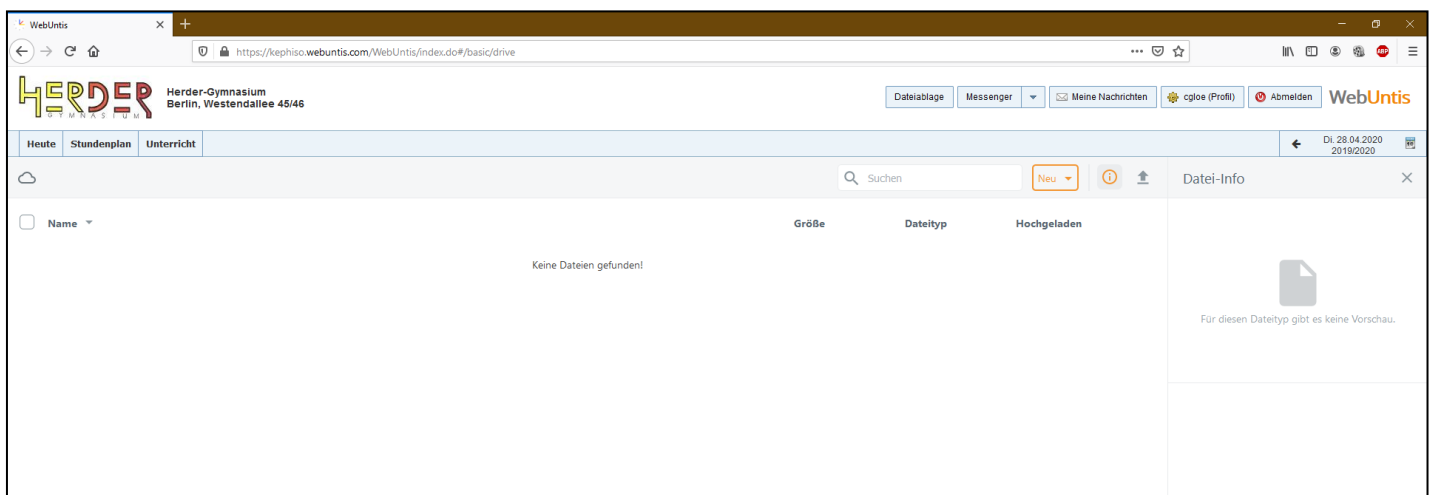 WebUntis
https://kephiso.webuntis.com/WebUntis/index.do#/basic/drive
ABP
HERDER
GYMNASIUM
Herder-Gymnasium
Berlin, Westendallee 45/46
Dateiablage Messenger Meine Nachrichten cgloe (Profil) Abmelden WebUntis
Heute Stundenplan Unterricht
Di. 28.04.2020
2019/2020
Suchen Neu Datei-Info
Name Größe Dateityp Hochgeladen
Keine Dateien gefunden!
Für diesen Dateityp gibt es keine Vorschau.